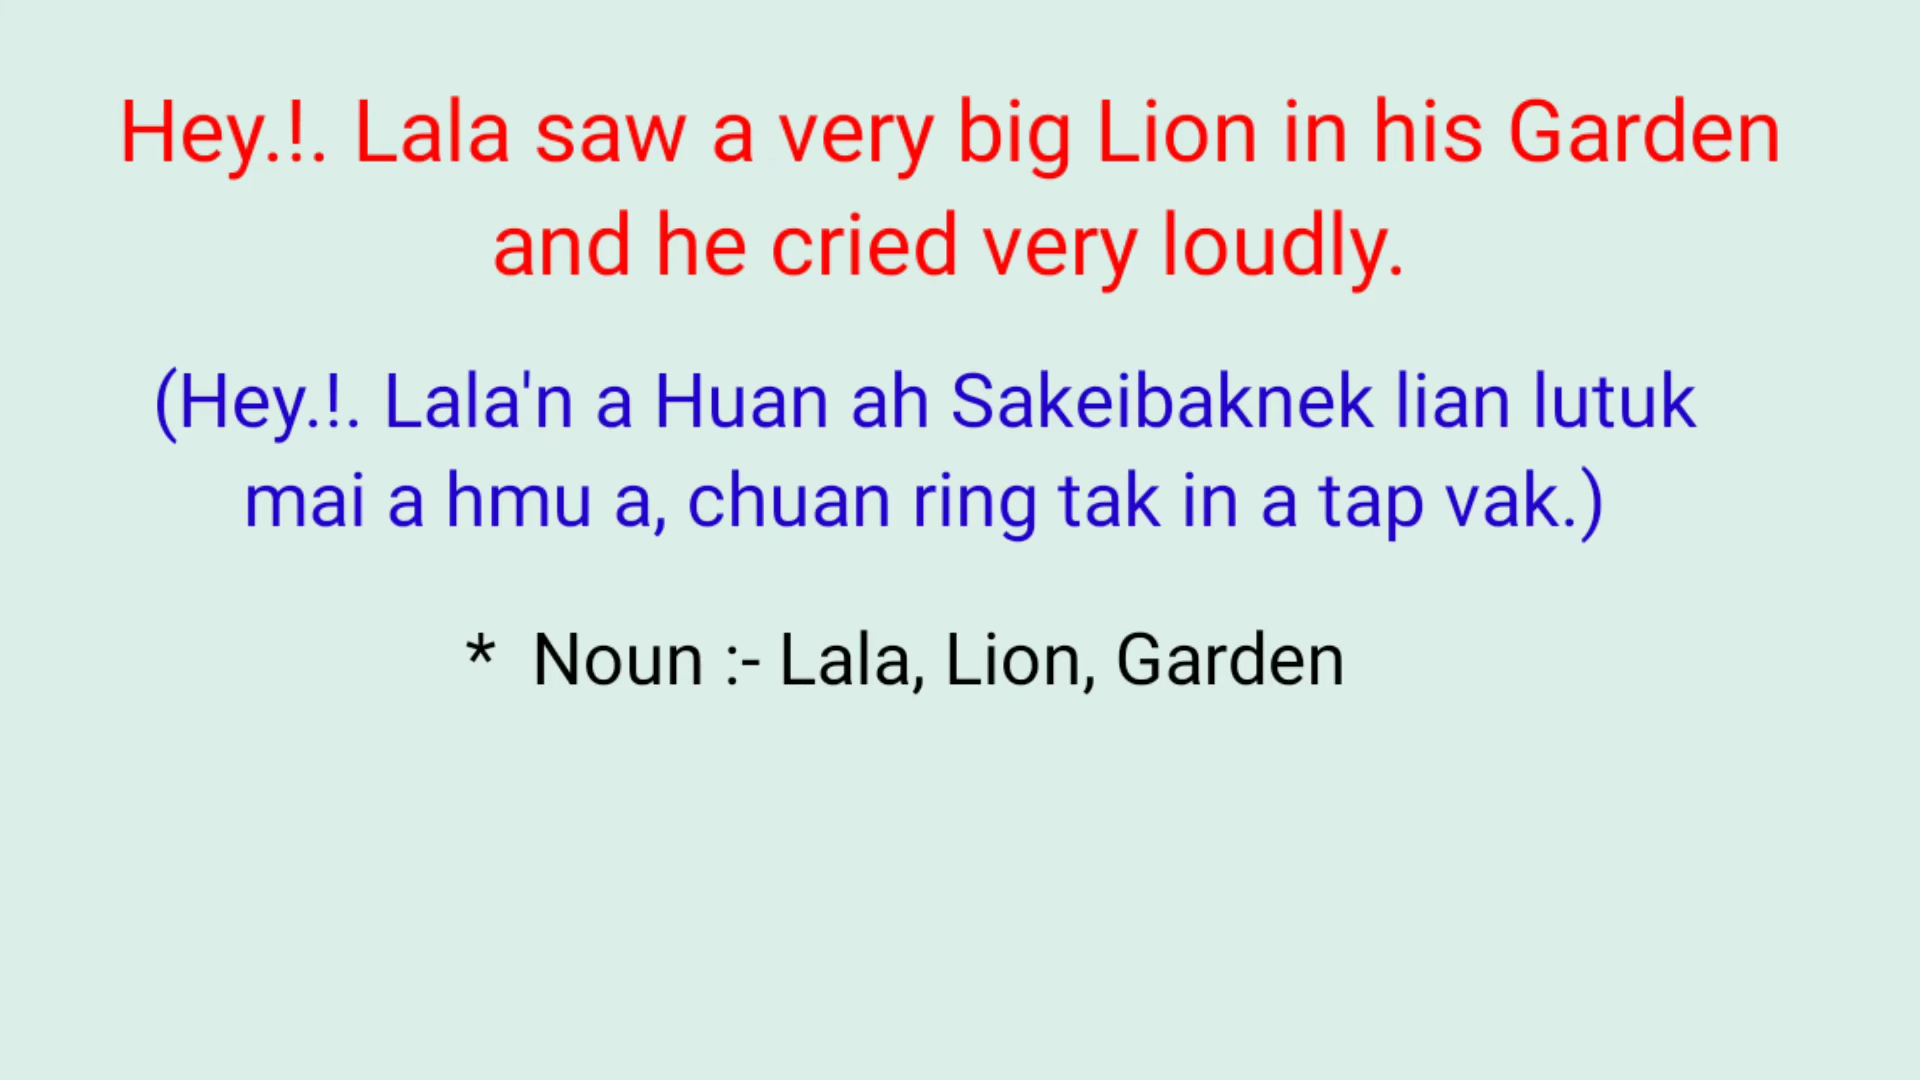 Hey.!. Lala saw a very big Lion in his Garden
and he cried very loudly.
(Hey.!. Lala'n a Huan ah Sakeibaknek lian lutuk
mai a hmu a, chuan ring tak in a tap vak.)
* Noun :- Lala, Lion, Garden